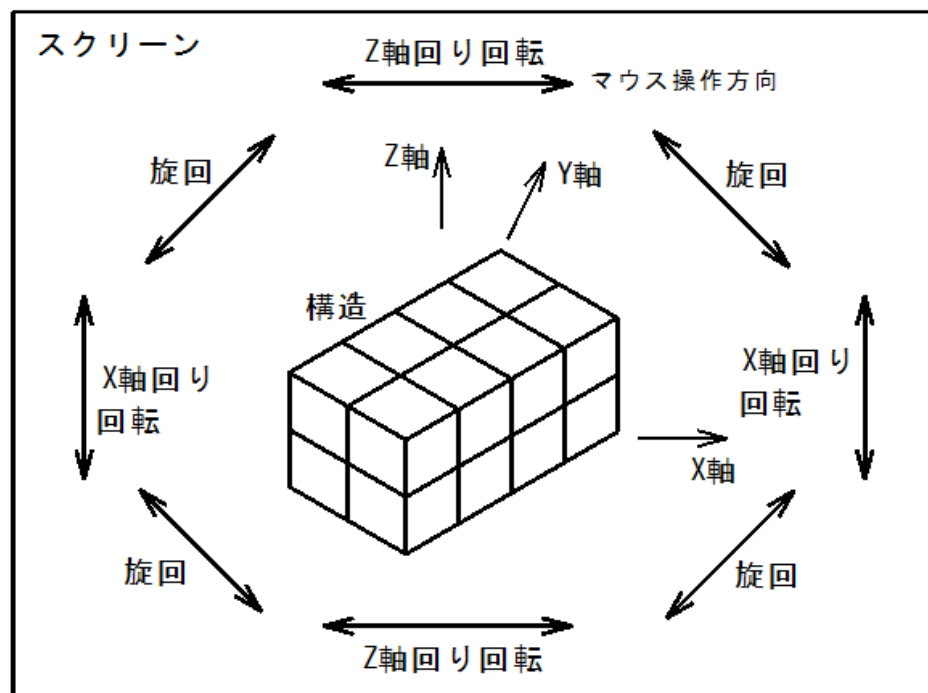 スクリーン
Z軸回り回転
マウス操作方向
旋回
Z軸
Y軸
旋回
構造
X軸回り
回転
X軸回り
回転
X軸
旋回
旋回
Z軸回り回転